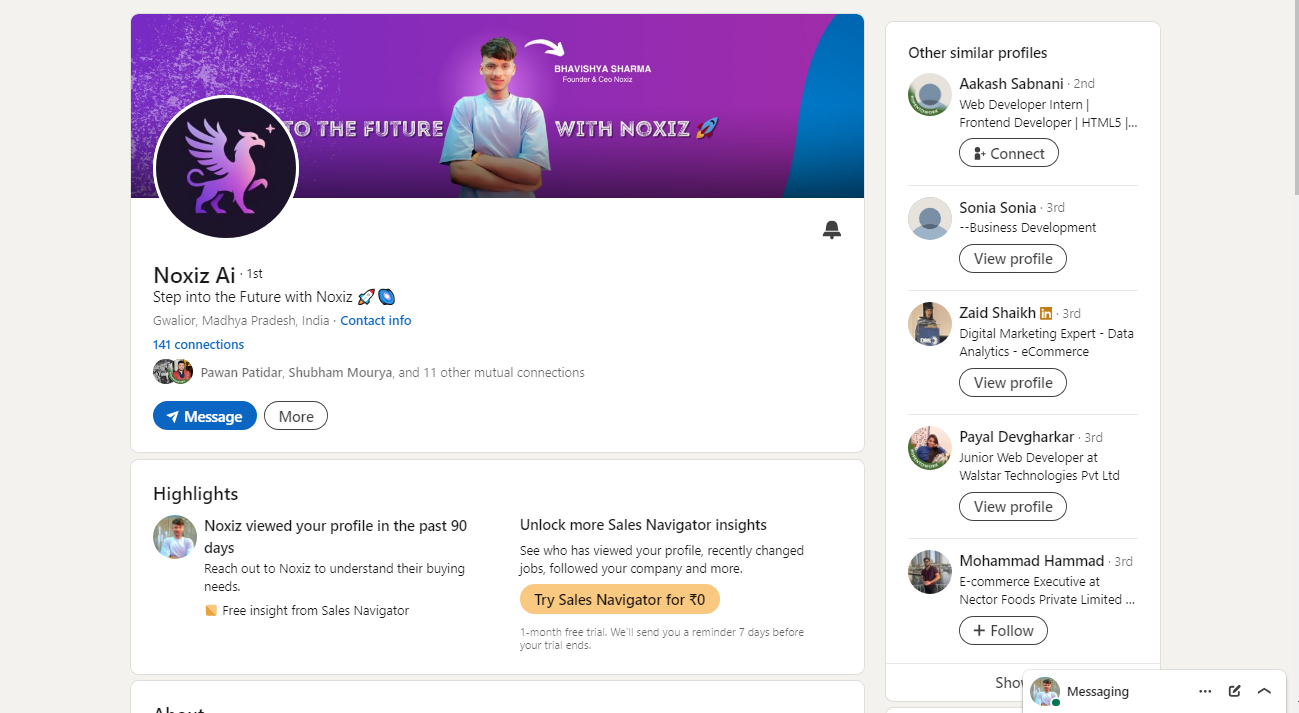 BHAVISHYA SHARMA
Founder & Ceo Noxiz
TO THE FUTURE
WITH NOXIZ
Noxiz Ai · 1st
Step into the Future with Noxiz
Gwalior, Madhya Pradesh, India · Contact info
141 connections
Pawan Patidar, Shubham Mourya, and 11 other mutual connections
Message
More
Highlights
Noxiz viewed your profile in the past 90
days
Reach out to Noxiz to understand their buying
needs.
Free insight from Sales Navigator
Unlock more Sales Navigator insights
See who has viewed your profile, recently changed
jobs, followed your company and more.
Try Sales Navigator for ₹0
1-month free trial. We'll send you a reminder 7 days before
your trial ends.
About
Other similar profiles
Aakash Sabnani · 2nd
Web Developer Intern |
Frontend Developer | HTML5 |...
Connect
Sonia Sonia · 3rd
--Business Development
View profile
Zaid Shaikh in · 3rd
Digital Marketing Expert - Data
Analytics - eCommerce
View profile
Payal Devgharkar · 3rd
Junior Web Developer at
Walstar Technologies Pvt Ltd
View profile
Mohammad Hammad · 3rd
E-commerce Executive at
Nector Foods Private Limited ...
Follow
Messaging